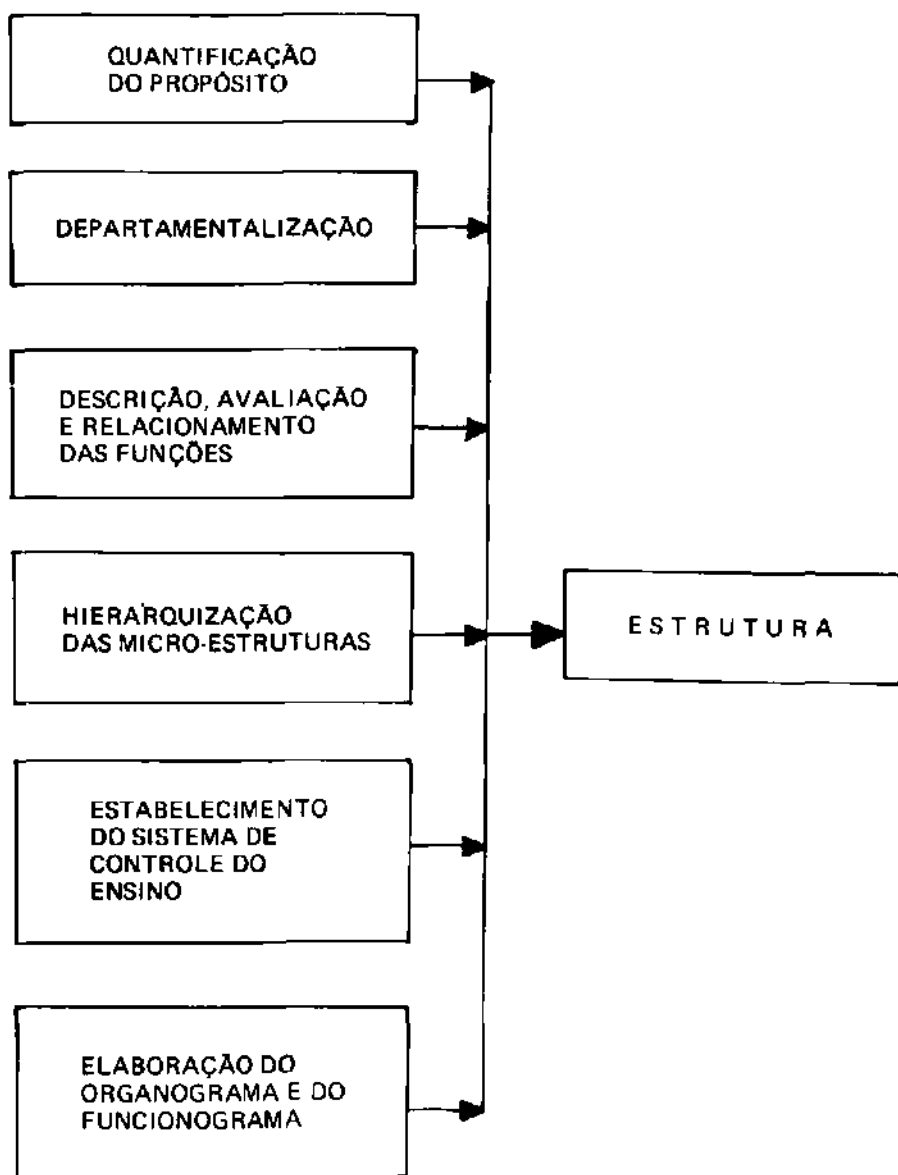 QUANTIFICAÇÃO
DO PROPÓSITO
DEPARTAMENTALIZAÇÃO
DESCRIÇÃO, AVALIAÇÃO
E RELACIONAMENTO
DAS FUNÇÕES
HIERARQUIZAÇÃO
DAS MICRO-ESTRUTURAS
ESTRUTURA
ESTABELECIMENTO
DO SISTEMA DE
CONTROLE DO
ENSINO
ELABORAÇÃO DO
ORGANOGRAMA E DO
FUNCIONOGRAMA